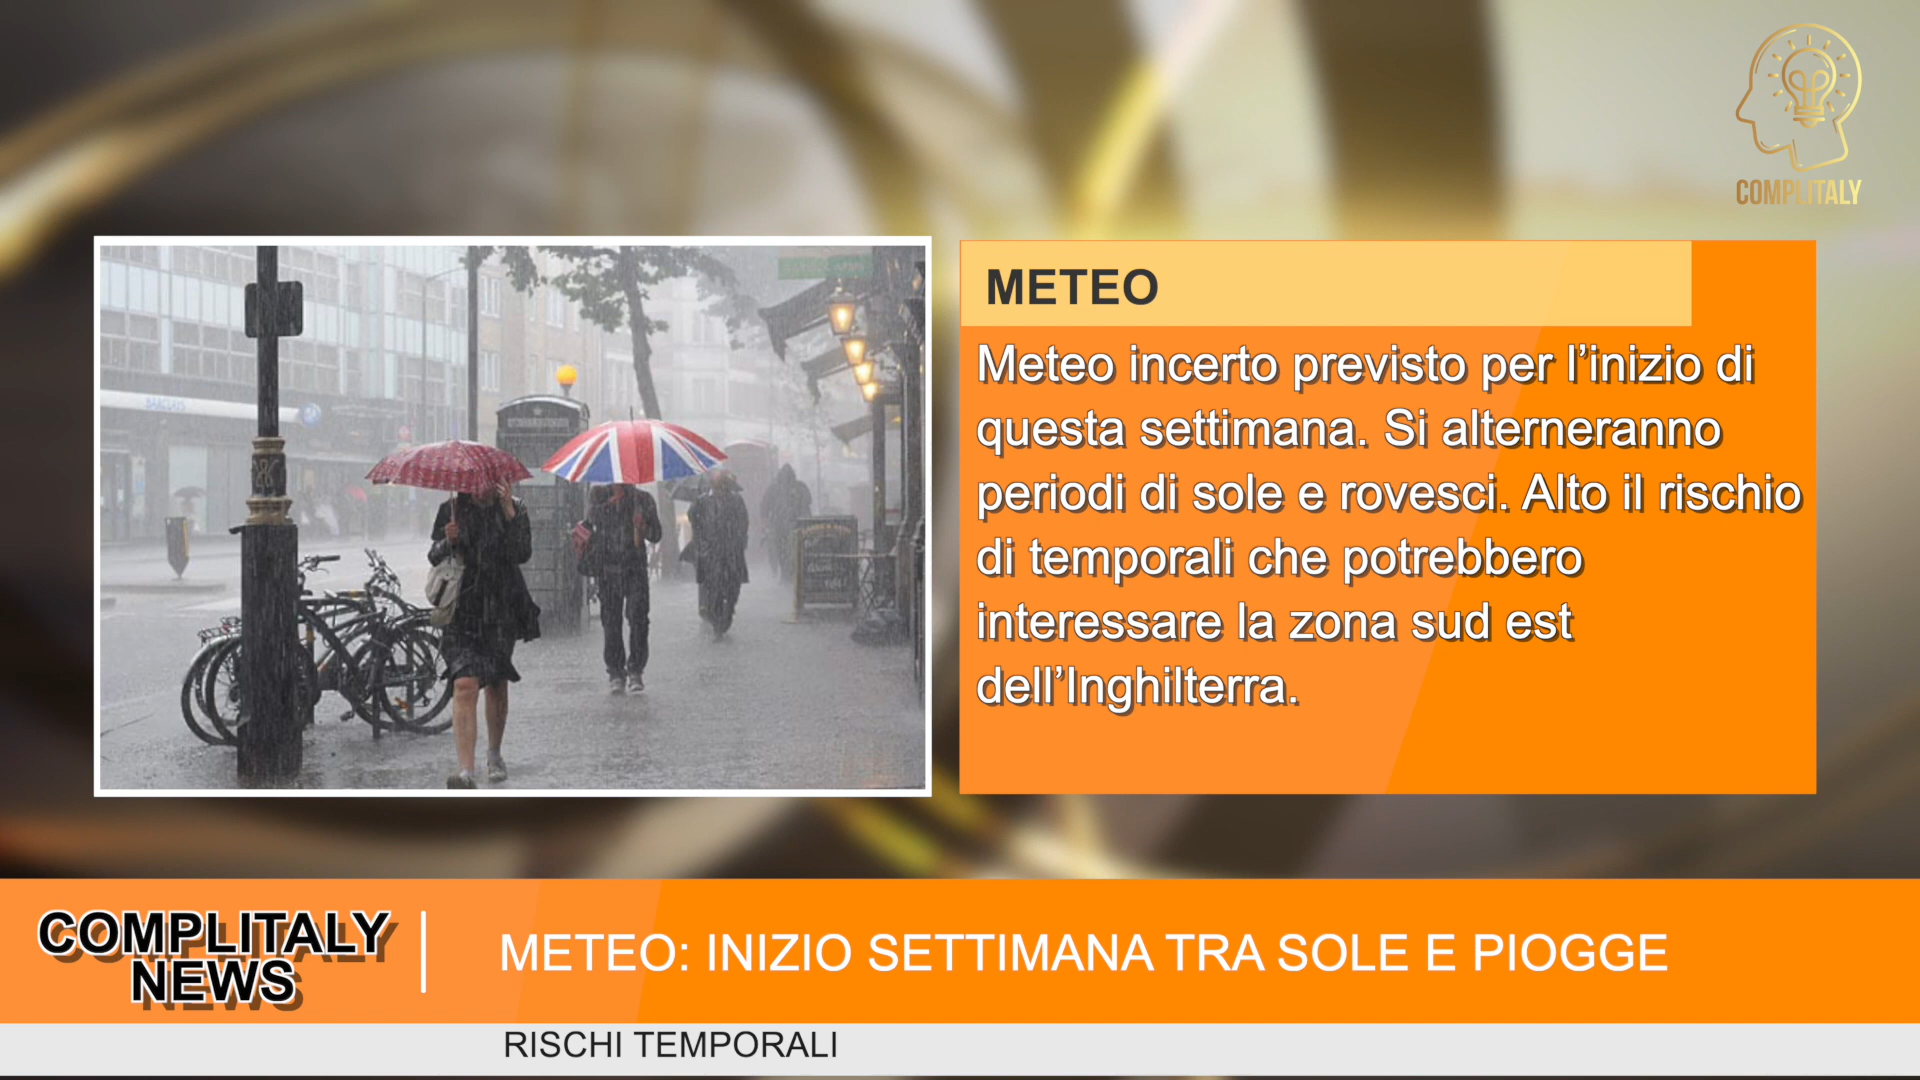 COMPLITALY
METEO
Meteo incerto previsto per l’inizio di
questa settimana. Si alterneranno
periodi di sole e rovesci. Alto il rischio
di temporali che potrebbero
interessare la zona sud est
dell’Inghilterra.
BARCLAYS
COMPLITALY
NEWS
METEO: INIZIO SETTIMANA TRA SOLE E PIOGGE
RISCHI TEMPORALI